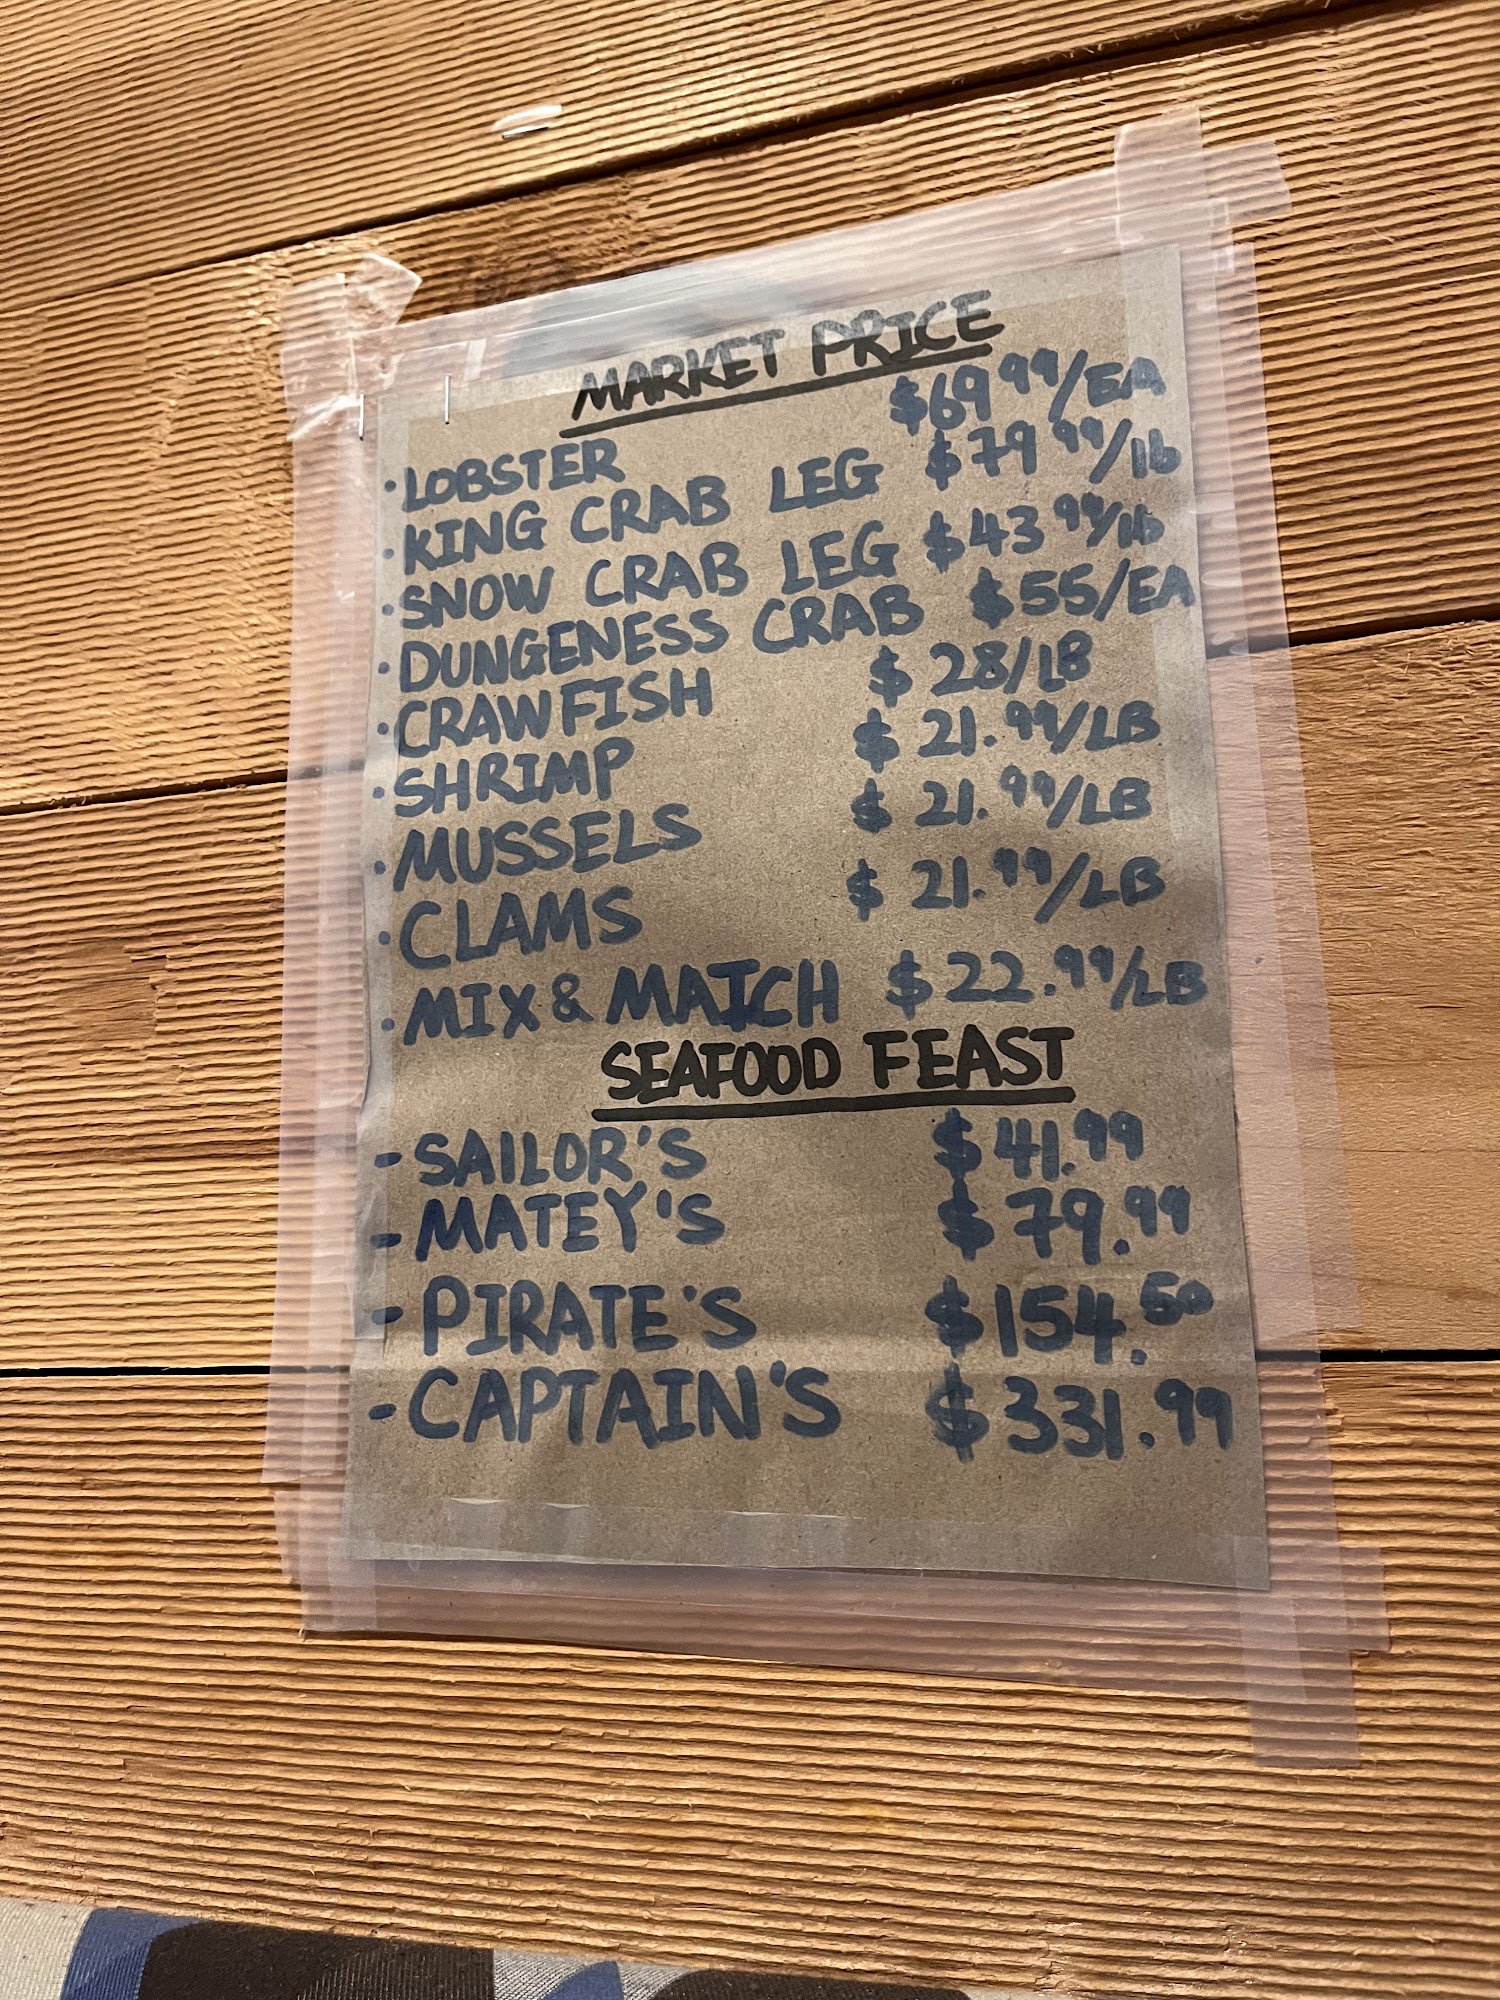 MARKET PRICE
• LOBSTER $69.99/EA
• KING CRAB LEG $79.99/lb
• SNOW CRAB LEG $43.99/lb
• DUNGENESS CRAB $55/EA
• CRAWFISH $28/LB
• SHRIMP $21.99/LB
• MUSSELS $21.99/LB
• CLAMS $21.99/LB
• MIX & MATCH $22.99/LB
SEAFOOD FEAST
- SAILOR'S $41.99
- MATEY'S $79.99
- PIRATE'S $154.50
- CAPTAIN'S $331.99